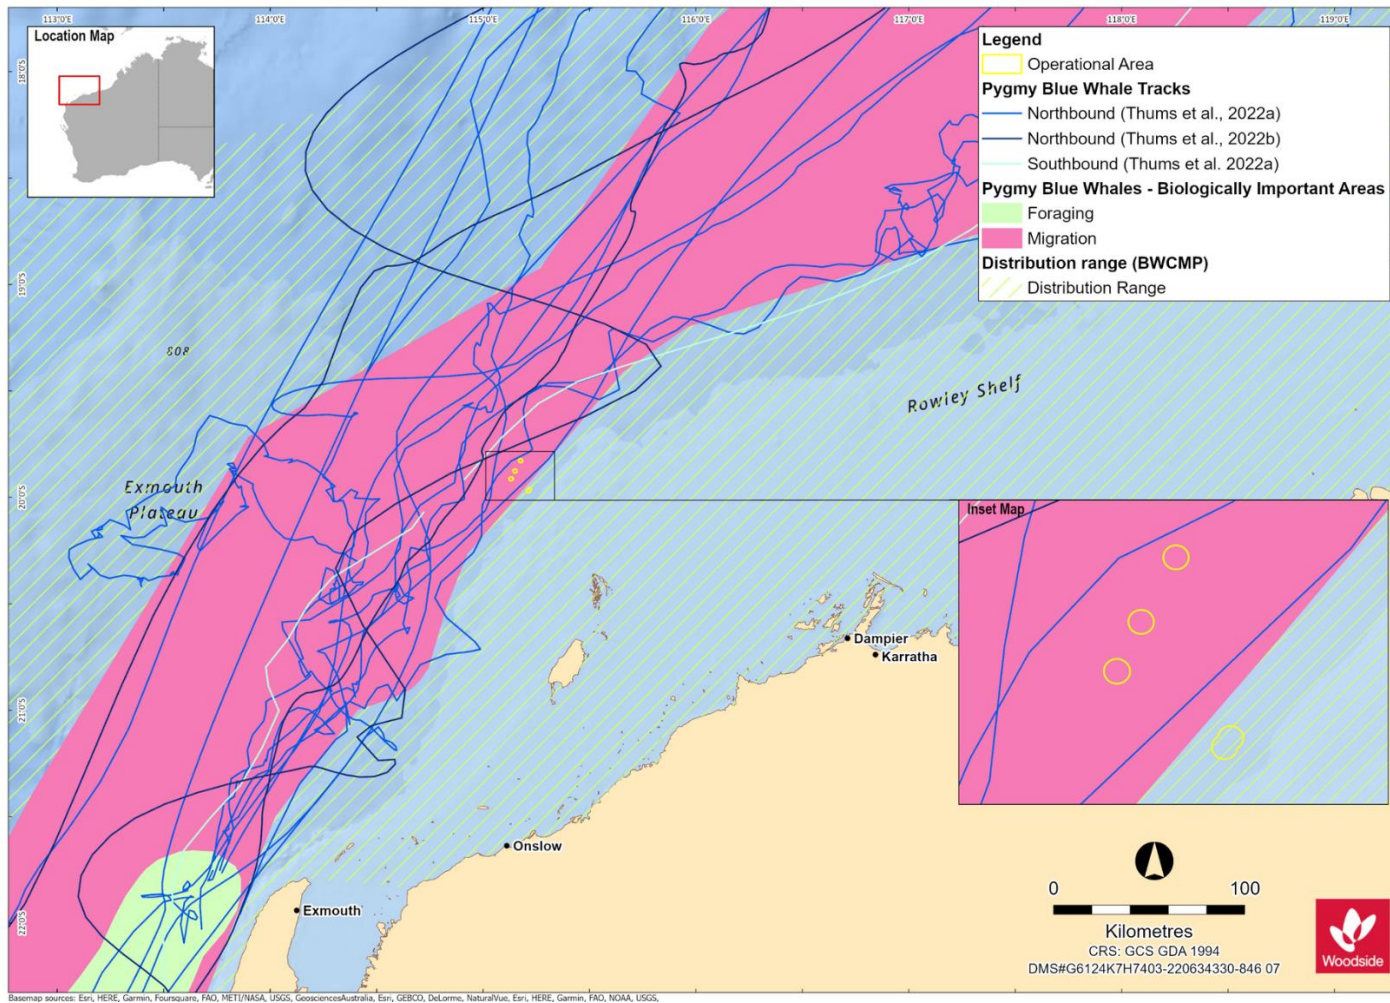 113°0'E
114°0'E
115°0'E
116°0'E
117°0'E
118°0'E
119°0'E
18°0'S
19°0'S
20°0'S
21°0'S
22°0'S
Location Map
Legend
Operational Area
Pygmy Blue Whale Tracks
Northbound (Thums et al., 2022a)
Northbound (Thums et al., 2022b)
Southbound (Thums et al. 2022a)
Pygmy Blue Whales - Biologically Important Areas
Foraging
Migration
Distribution range (BWCMP)
Distribution Range
808
Rowley Shelf
Exmouth
Plateau
Inset Map
Dampier
Karratha
Onslow
Exmouth
0 100
Kilometres
CRS: GCS GDA 1994
DMS#G6124K7H7403-220634330-846 07
Woodside
Basemap sources: Esri, HERE, Garmin, Foursquare, FAO, METI/NASA, USGS, GeosciencesAustralia, Esri, GEBCO, DeLorme, NaturalVue, Esri, HERE, Garmin, FAO, NOAA, USGS,